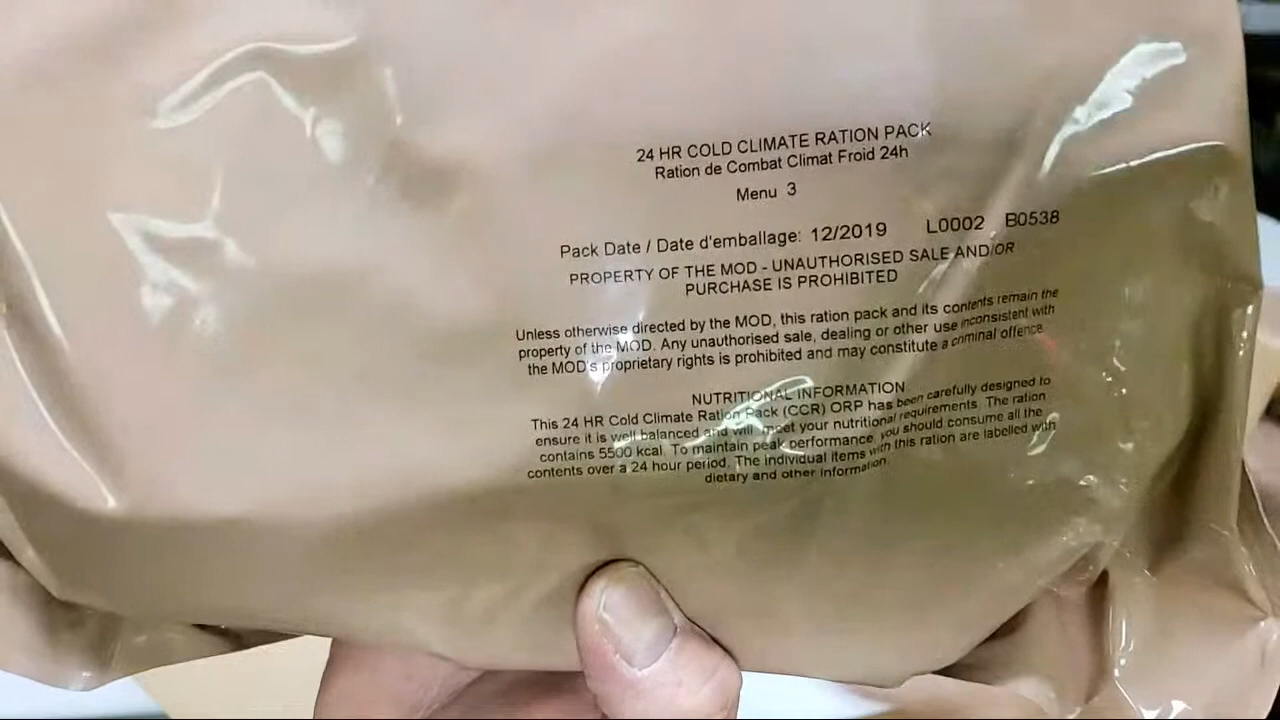 24 HR COLD CLIMATE RATION PACK
Ration de Combat Climat Froid 24h
Menu 3
Pack Date / Date d'emballage: 12/2019 L0002 B0538
PROPERTY OF THE MOD - UNAUTHORISED SALE AND/OR
PURCHASE IS PROHIBITED
Unless otherwise directed by the MOD, this ration pack and its contents remain the
property of the MOD. Any unauthorised sale, dealing or other use inconsistent with
the MOD's proprietary rights is prohibited and may constitute a criminal offence.
NUTRITIONAL INFORMATION
This 24 HR Cold Climate Ration Pack (CCR) ORP has been carefully designed to
ensure it is well balanced and will meet your nutritional requirements. The ration
contains 5500 kcal. To maintain peak performance, you should consume all the
contents over a 24 hour period. The individual items with this ration are labelled with
dietary and other information.